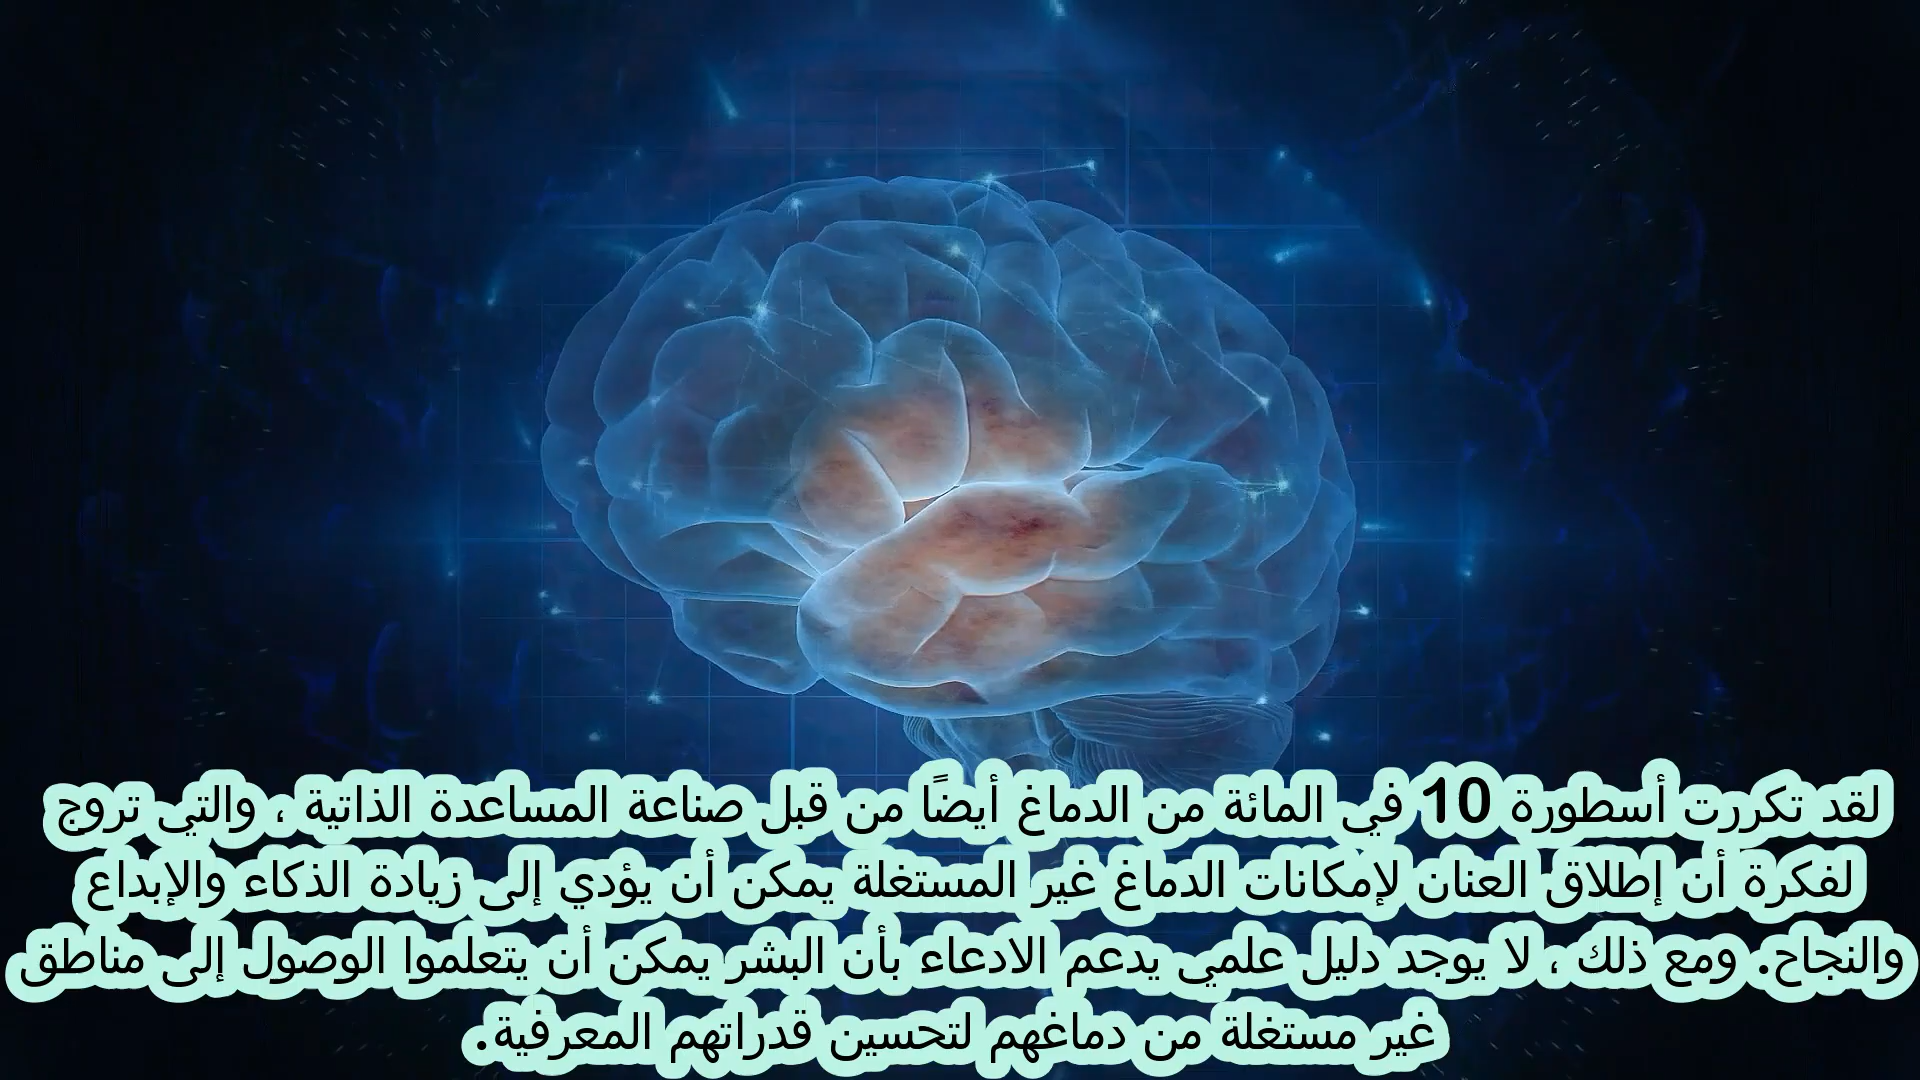 لقد تكررت أسطورة 10 في المائة من الدماغ أيضًا من قبل صناعة المساعدة الذاتية ، والتي تروج
لفكرة أن إطلاق العنان لإمكانات الدماغ غير المستغلة يمكن أن يؤدي إلى زيادة الذكاء والإبداع
والنجاح. ومع ذلك ، لا يوجد دليل علمي يدعم الادعاء بأن البشر يمكن أن يتعلموا الوصول إلى مناطق
غير مستغلة من دماغهم لتحسين قدراتهم المعرفية.